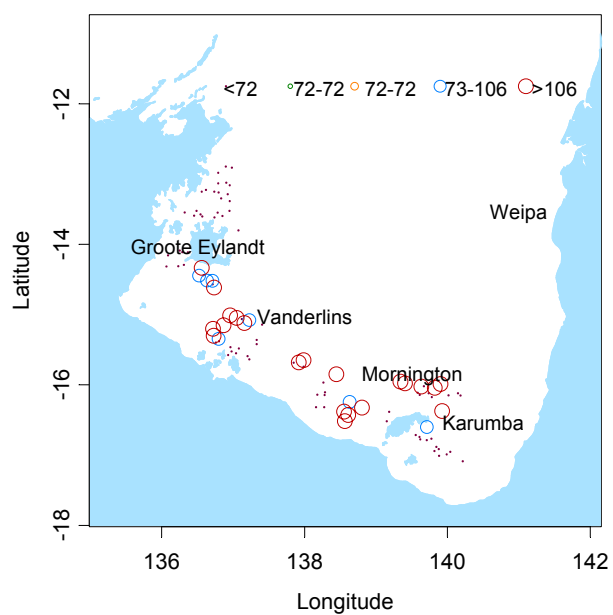 <72 72-72 72-72 73-106 >106
-12
Weipa
-14
Groote Eylandt
Latitude
Vanderlins
Mornington
-16
Karumba
-18
136 138 140 142
Longitude